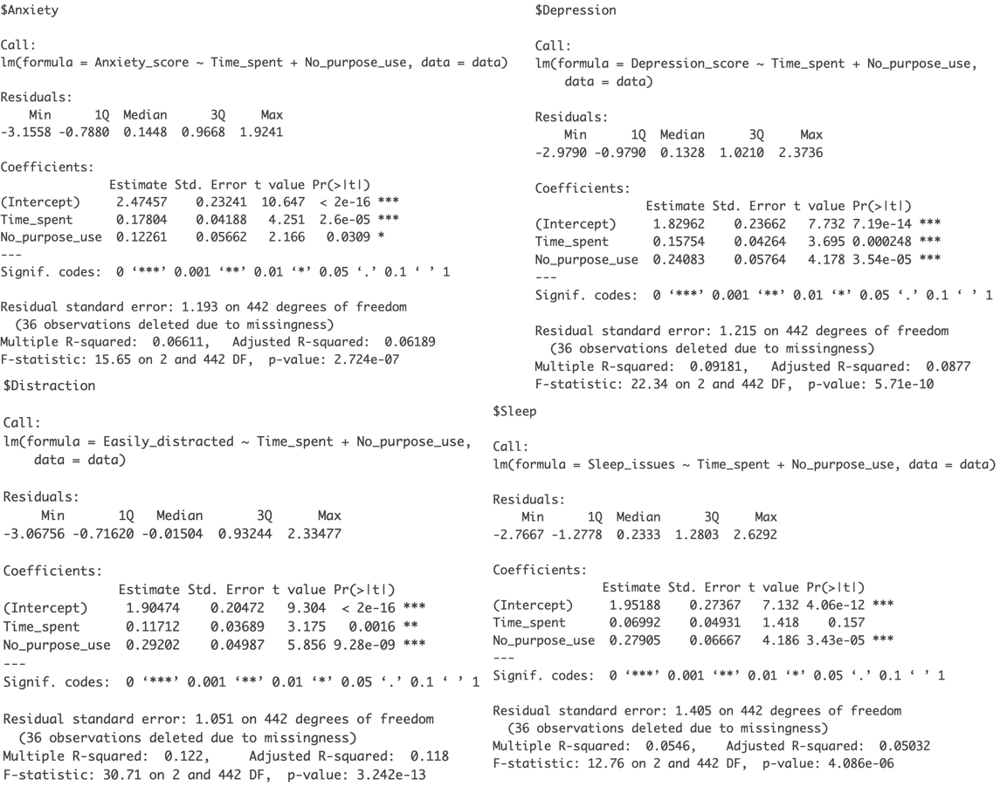 $Anxiety

Call:
lm(formula = Anxiety_score ~ Time_spent + No_purpose_use, data = data)

Residuals:
    Min      1Q  Median      3Q     Max
-3.1558 -0.7880  0.1448  0.9668  1.9241

Coefficients:
               Estimate Std. Error t value Pr(>|t|)
(Intercept)     2.47457    0.23241  10.647  < 2e-16 ***
Time_spent      0.17804    0.04188   4.251  2.6e-05 ***
No_purpose_use  0.12261    0.05662   2.166   0.0309 *
---
Signif. codes:  0 ‘***’ 0.001 ‘**’ 0.01 ‘*’ 0.05 ‘.’ 0.1 ‘ ’ 1

Residual standard error: 1.193 on 442 degrees of freedom
  (36 observations deleted due to missingness)
Multiple R-squared:  0.06611,	Adjusted R-squared:  0.06189
F-statistic: 15.65 on 2 and 442 DF,  p-value: 2.724e-07

$Depression

Call:
lm(formula = Depression_score ~ Time_spent + No_purpose_use,
    data = data)

Residuals:
    Min      1Q  Median      3Q     Max
-2.9790 -0.9790  0.1328  1.0210  2.3736

Coefficients:
               Estimate Std. Error t value Pr(>|t|)
(Intercept)     1.82962    0.23662   7.732 7.19e-14 ***
Time_spent      0.15754    0.04264   3.695 0.000248 ***
No_purpose_use  0.24083    0.05764   4.178 3.54e-05 ***
---
Signif. codes:  0 ‘***’ 0.001 ‘**’ 0.01 ‘*’ 0.05 ‘.’ 0.1 ‘ ’ 1

Residual standard error: 1.215 on 442 degrees of freedom
  (36 observations deleted due to missingness)
Multiple R-squared:  0.09181,	Adjusted R-squared:  0.0877
F-statistic: 22.34 on 2 and 442 DF,  p-value: 5.71e-10

$Distraction

Call:
lm(formula = Easily_distracted ~ Time_spent + No_purpose_use,
    data = data)

Residuals:
     Min       1Q   Median       3Q      Max
-3.06756 -0.71620 -0.01504  0.93244  2.33477

Coefficients:
               Estimate Std. Error t value Pr(>|t|)
(Intercept)     1.90474    0.20472   9.304  < 2e-16 ***
Time_spent      0.11712    0.03689   3.175   0.0016 **
No_purpose_use  0.29202    0.04987   5.856 9.28e-09 ***
---
Signif. codes:  0 ‘***’ 0.001 ‘**’ 0.01 ‘*’ 0.05 ‘.’ 0.1 ‘ ’ 1

Residual standard error: 1.051 on 442 degrees of freedom
  (36 observations deleted due to missingness)
Multiple R-squared:  0.122,	Adjusted R-squared:  0.118
F-statistic: 30.71 on 2 and 442 DF,  p-value: 3.242e-13

$Sleep

Call:
lm(formula = Sleep_issues ~ Time_spent + No_purpose_use, data = data)

Residuals:
    Min      1Q  Median      3Q     Max
-2.7667 -1.2778  0.2333  1.2803  2.6292

Coefficients:
               Estimate Std. Error t value Pr(>|t|)
(Intercept)     1.95188    0.27367   7.132 4.06e-12 ***
Time_spent      0.06992    0.04931   1.418    0.157
No_purpose_use  0.27905    0.06667   4.186 3.43e-05 ***
---
Signif. codes:  0 ‘***’ 0.001 ‘**’ 0.01 ‘*’ 0.05 ‘.’ 0.1 ‘ ’ 1

Residual standard error: 1.405 on 442 degrees of freedom
  (36 observations deleted due to missingness)
Multiple R-squared:  0.0546,	Adjusted R-squared:  0.05032
F-statistic: 12.76 on 2 and 442 DF,  p-value: 4.086e-06